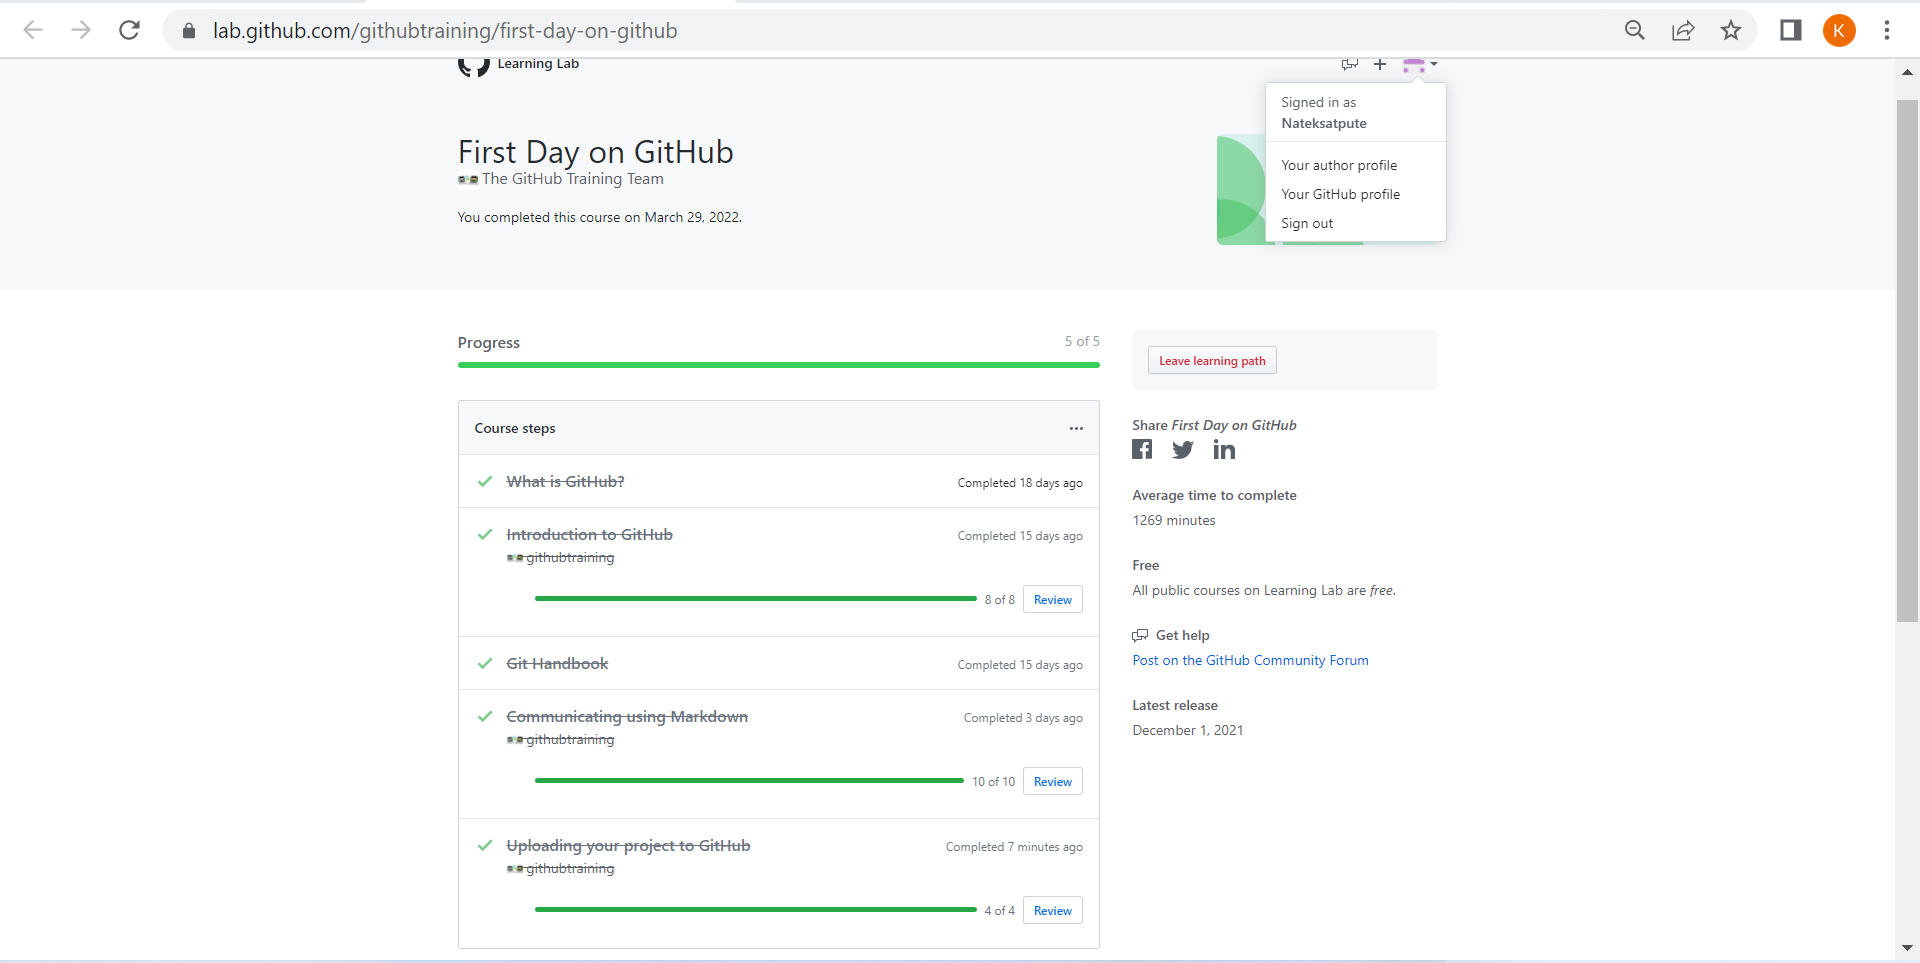 lab.github.com/githubtraining/first-day-on-github
K
Learning Lab
Signed in as
Nateksatpute
Your author profile
Your GitHub profile
Sign out
First Day on GitHub
The GitHub Training Team
You completed this course on March 29, 2022.
Progress
5 of 5
Course steps
What is GitHub?
Completed 18 days ago
Introduction to GitHub
Completed 15 days ago
githubtraining
8 of 8
Review
Git Handbook
Completed 15 days ago
Communicating using Markdown
Completed 3 days ago
githubtraining
10 of 10
Review
Uploading your project to GitHub
Completed 7 minutes ago
githubtraining
4 of 4
Review
Leave learning path
Share First Day on GitHub
Average time to complete
1269 minutes
Free
All public courses on Learning Lab are free.
Get help
Post on the GitHub Community Forum
Latest release
December 1, 2021